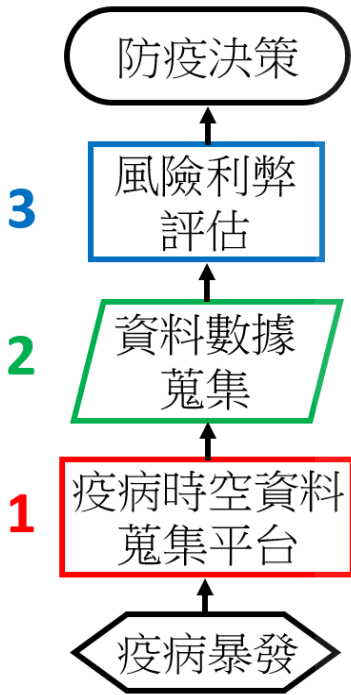 防疫決策
3
風險利弊
評估
2
資料數據
蒐集
1
疫病時空資料
蒐集平台
疫病暴發